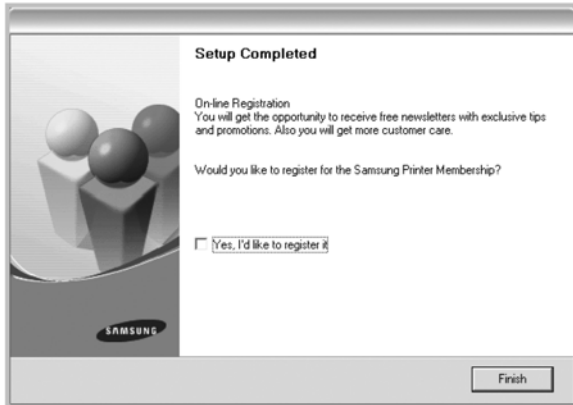 Setup Completed
On-line Registration
You will get the opportunity to receive free newsletters with exclusive tips
and promotions. Also you will get more customer care.
Would you like to register for the Samsung Printer Membership?
Yes, I'd like to register it
SAMSUNG
Finish